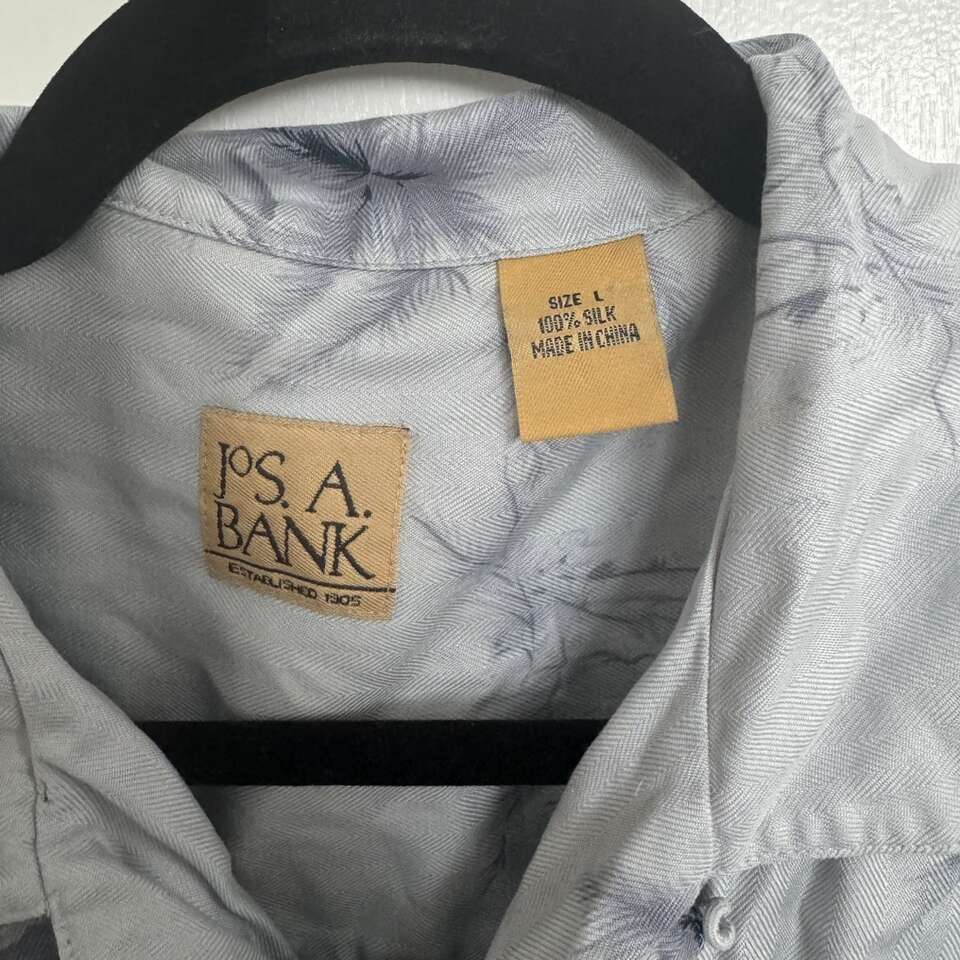 SIZE L
100% SILK
MADE IN CHINA
JOS. A.
BANK
ESTABLISHED 1905